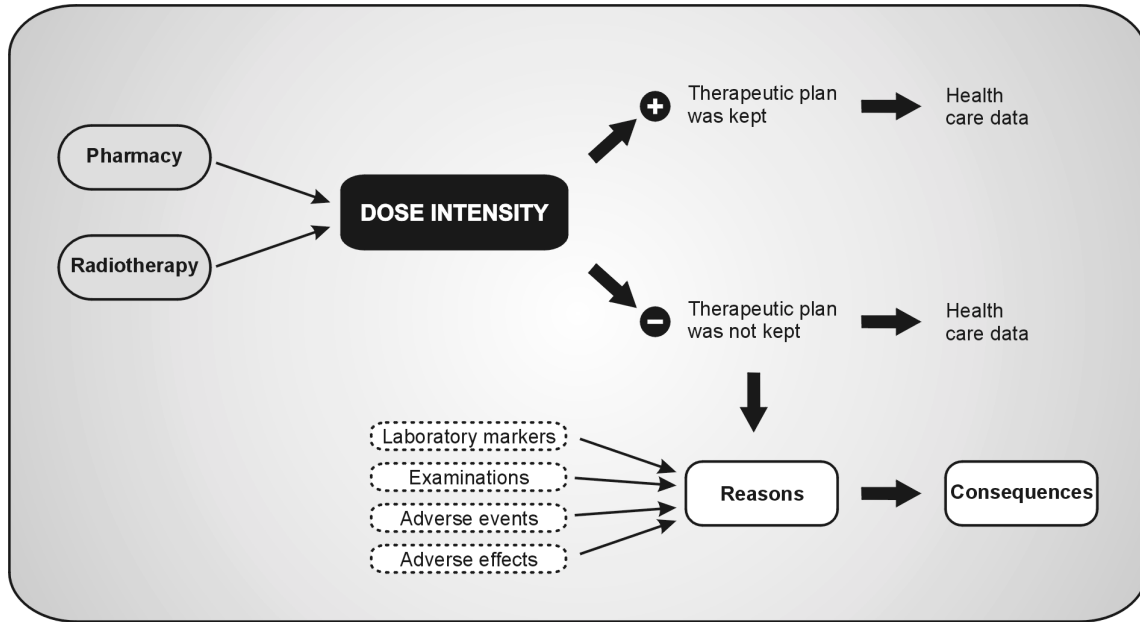 Pharmacy
Radiotherapy
DOSE INTENSITY
+
Therapeutic plan
was kept
Health
care data
−
Therapeutic plan
was not kept
Health
care data
Laboratory markers
Examinations
Adverse events
Adverse effects
Reasons
Consequences